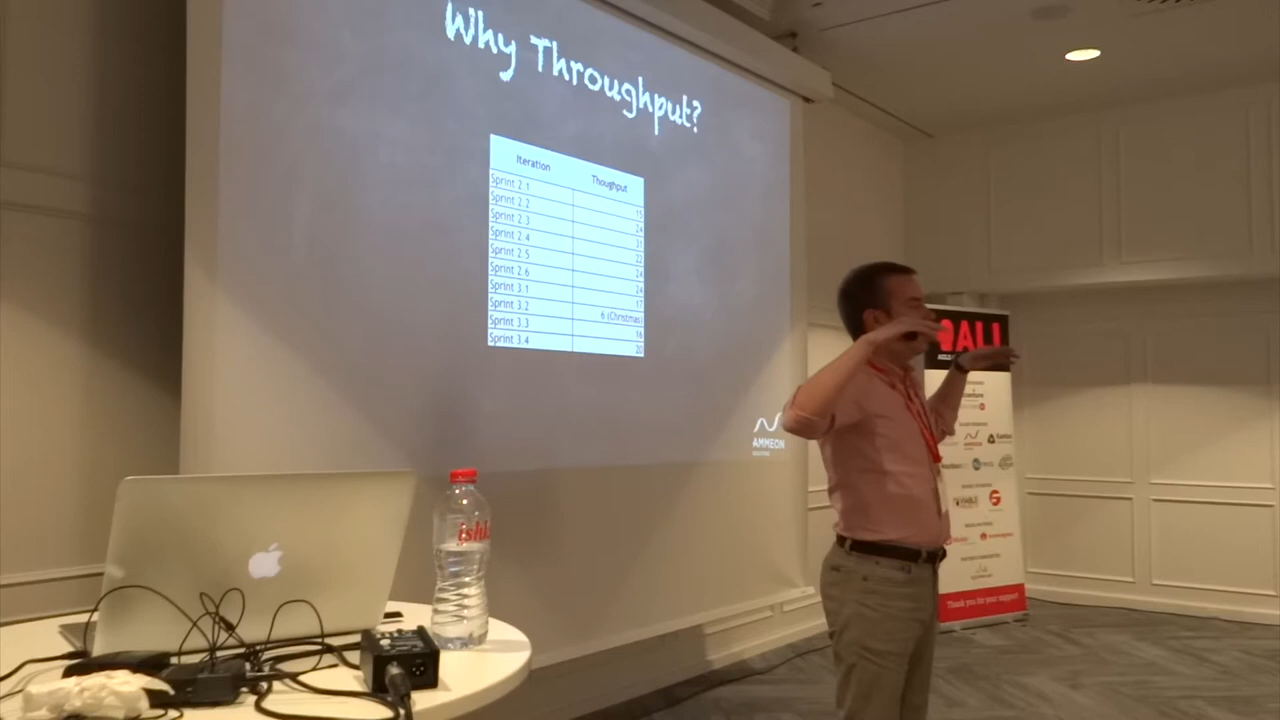 Why Throughput?
Iteration Thoughput
Sprint 2.1 15
Sprint 2.2 24
Sprint 2.3 31
Sprint 2.4 22
Sprint 2.5 24
Sprint 2.6 24
Sprint 3.1 17
Sprint 3.2 6 (Christmas)
Sprint 3.3 16
Sprint 3.4 20
AMMEON
ALI
Thank you for your support